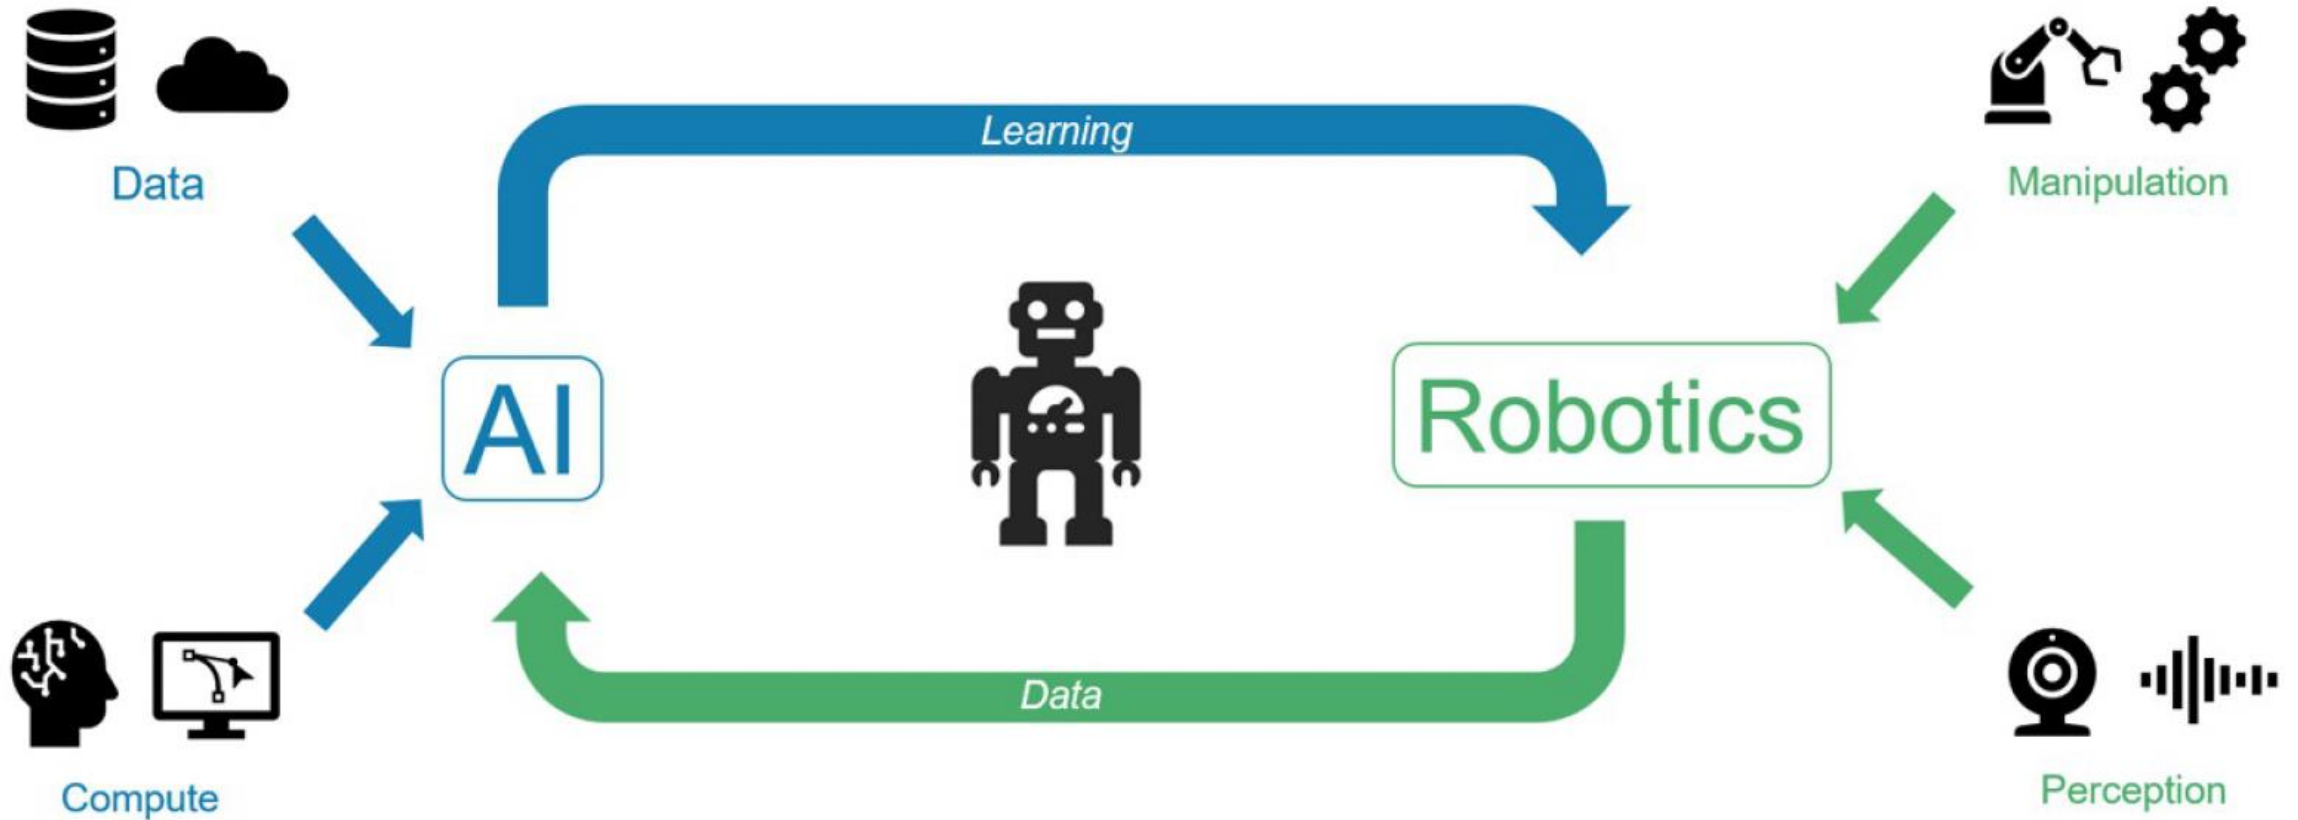 Data
Manipulation
Learning
AI
Robotics
Data
Compute
Perception